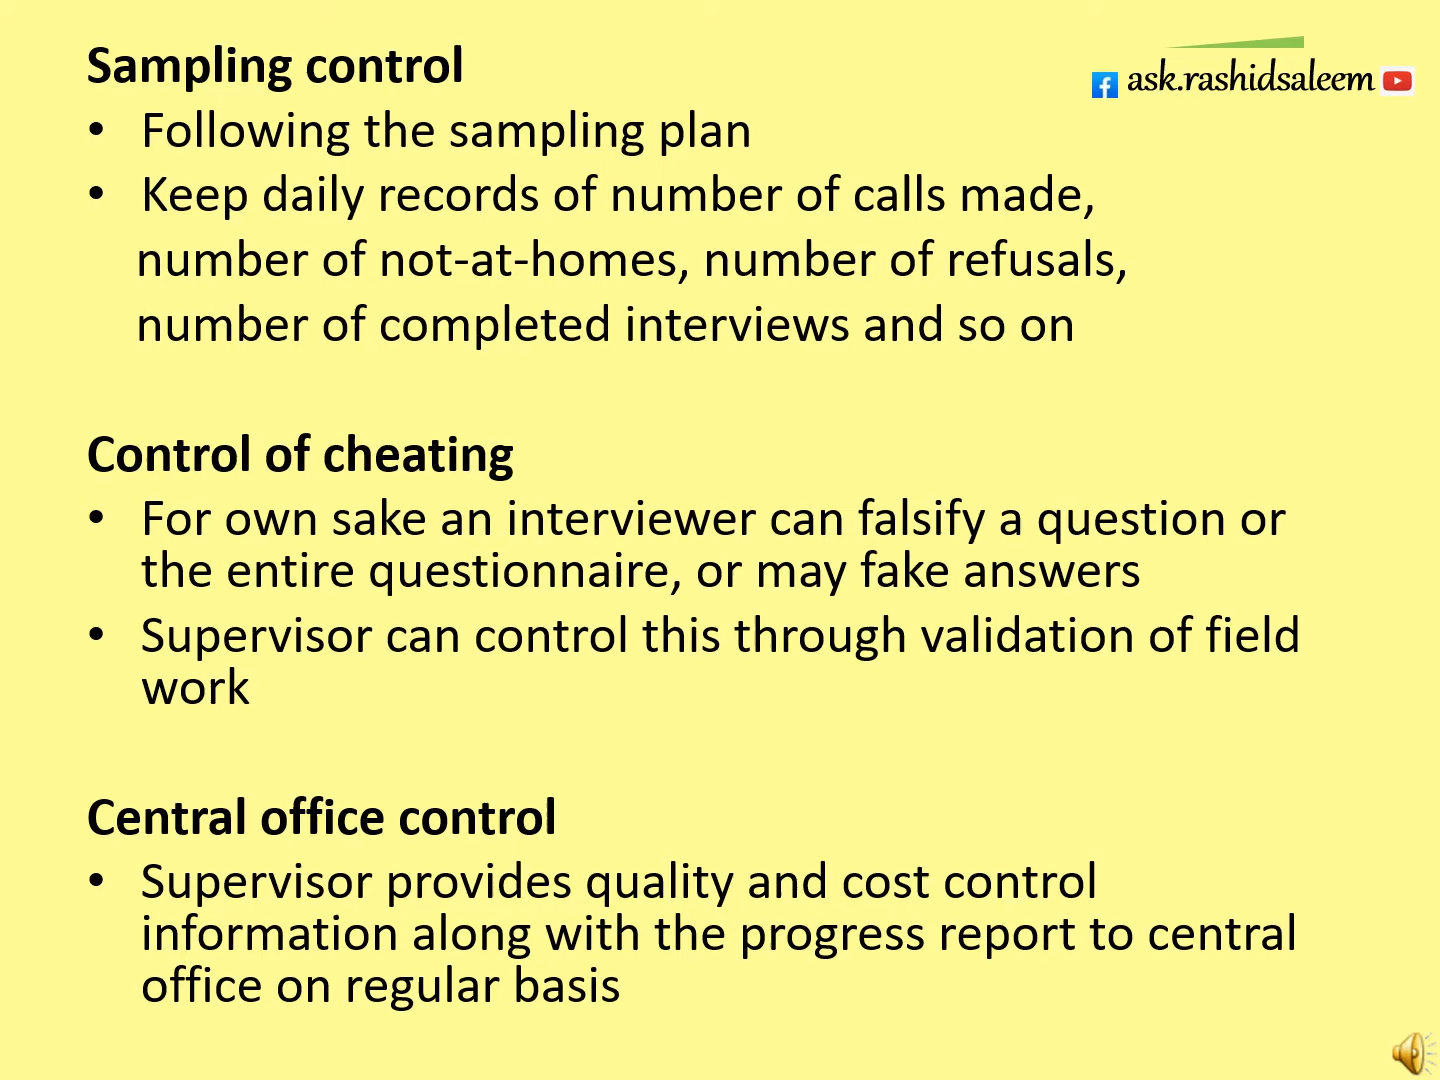 Sampling control
ask.rashidsaleem
• Following the sampling plan
• Keep daily records of number of calls made,
number of not-at-homes, number of refusals,
number of completed interviews and so on
Control of cheating
• For own sake an interviewer can falsify a question or
the entire questionnaire, or may fake answers
• Supervisor can control this through validation of field
work
Central office control
• Supervisor provides quality and cost control
information along with the progress report to central
office on regular basis